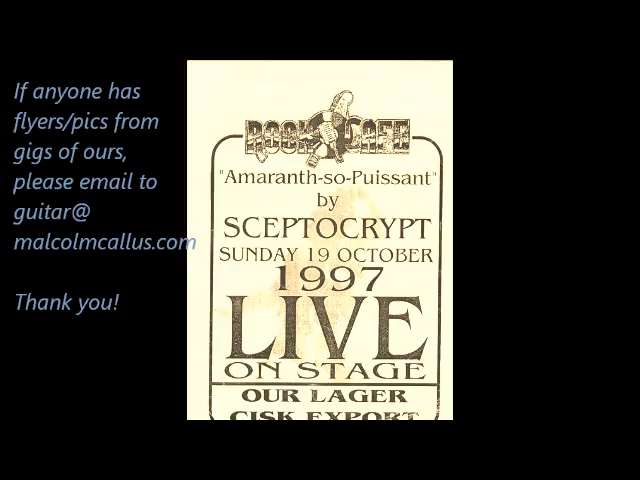 If anyone has
flyers/pics from
gigs of ours,
please email to
guitar@
malcolmcallus.com
Thank you!
ROCK CAFE
"Amaranth-so-Puissant"
by
SCEPTOCRYPT
SUNDAY 19 OCTOBER
1997
LIVE
ON STAGE
OUR LAGER
CISK EXPORT